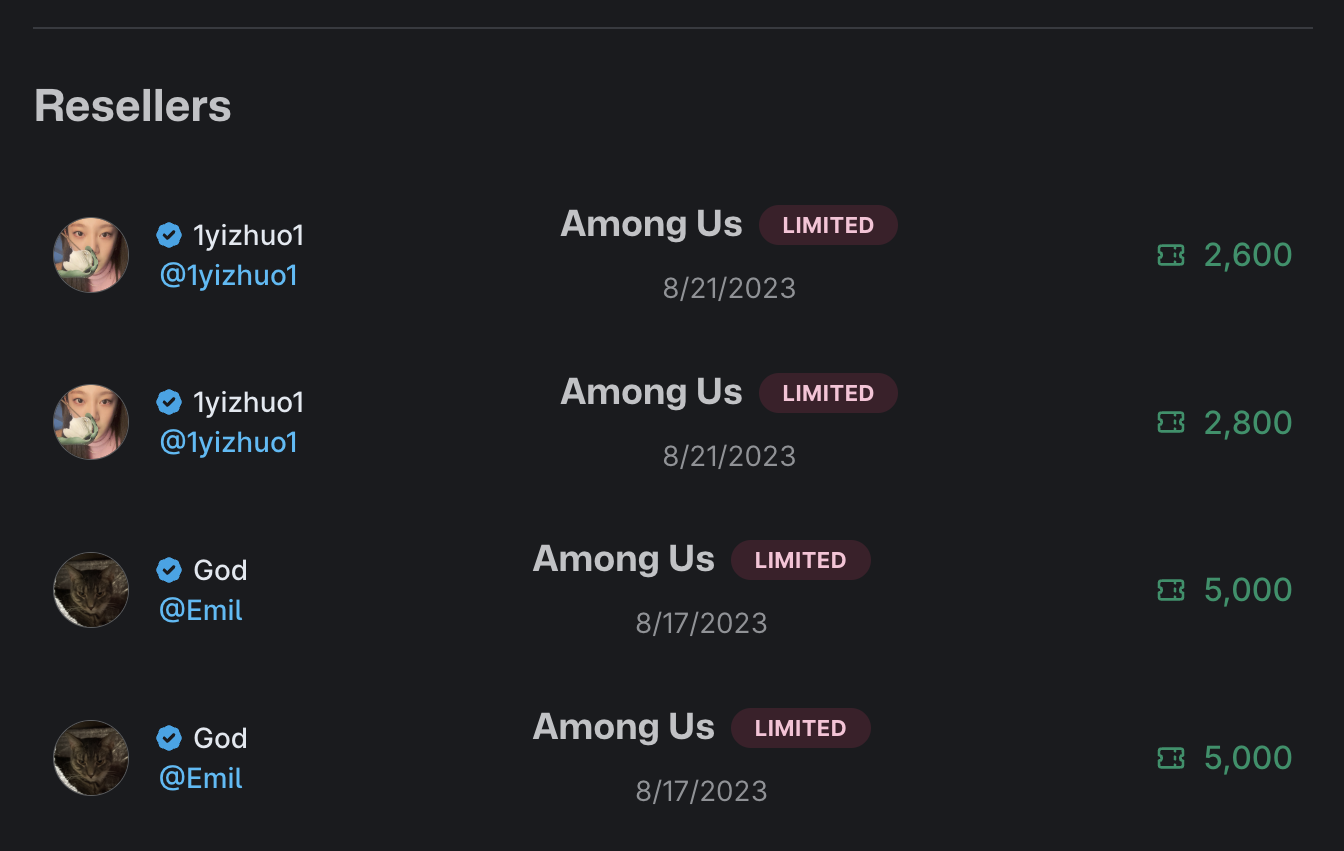 Resellers
1yizhuo1
@1yizhuo1
Among Us LIMITED
8/21/2023
2,600
1yizhuo1
@1yizhuo1
Among Us LIMITED
8/21/2023
2,800
God
@Emil
Among Us LIMITED
8/17/2023
5,000
God
@Emil
Among Us LIMITED
8/17/2023
5,000